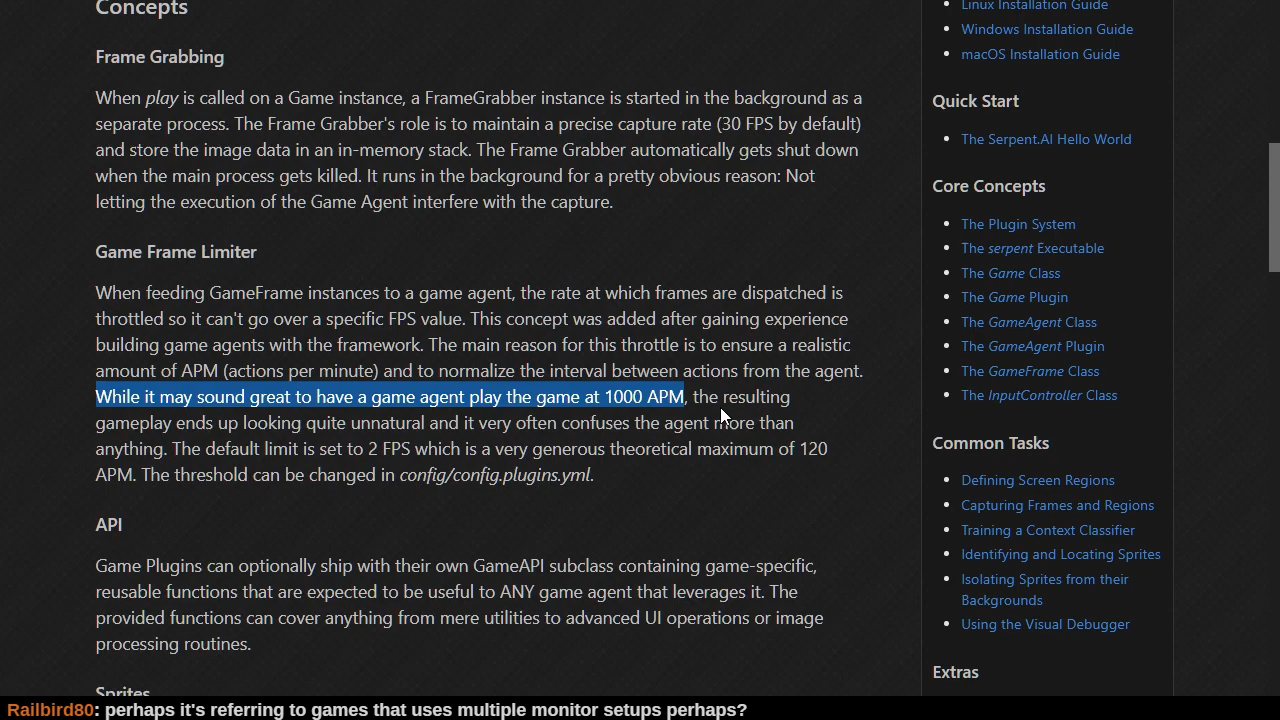 Concepts
Frame Grabbing
When play is called on a Game instance, a FrameGrabber instance is started in the background as a
separate process. The Frame Grabber's role is to maintain a precise capture rate (30 FPS by default)
and store the image data in an in-memory stack. The Frame Grabber automatically gets shut down
when the main process gets killed. It runs in the background for a pretty obvious reason: Not
letting the execution of the Game Agent interfere with the capture.
Game Frame Limiter
When feeding GameFrame instances to a game agent, the rate at which frames are dispatched is
throttled so it can't go over a specific FPS value. This concept was added after gaining experience
building game agents with the framework. The main reason for this throttle is to ensure a realistic
amount of APM (actions per minute) and to normalize the interval between actions from the agent.
While it may sound great to have a game agent play the game at 1000 APM, the resulting
gameplay ends up looking quite unnatural and it very often confuses the agent more than
anything. The default limit is set to 2 FPS which is a very generous theoretical maximum of 120
APM. The threshold can be changed in config/config.plugins.yml.
API
Game Plugins can optionally ship with their own GameAPI subclass containing game-specific,
reusable functions that are expected to be useful to ANY game agent that leverages it. The
provided functions can cover anything from mere utilities to advanced UI operations or image
processing routines.
Sprites
Linux Installation Guide
Windows Installation Guide
macOS Installation Guide
Quick Start
The Serpent.AI Hello World
Core Concepts
The Plugin System
The serpent Executable
The Game Class
The Game Plugin
The GameAgent Class
The GameAgent Plugin
The GameFrame Class
The InputController Class
Common Tasks
Defining Screen Regions
Capturing Frames and Regions
Training a Context Classifier
Identifying and Locating Sprites
Isolating Sprites from their
Backgrounds
Using the Visual Debugger
Extras
Railbird80: perhaps it's referring to games that uses multiple monitor setups perhaps?